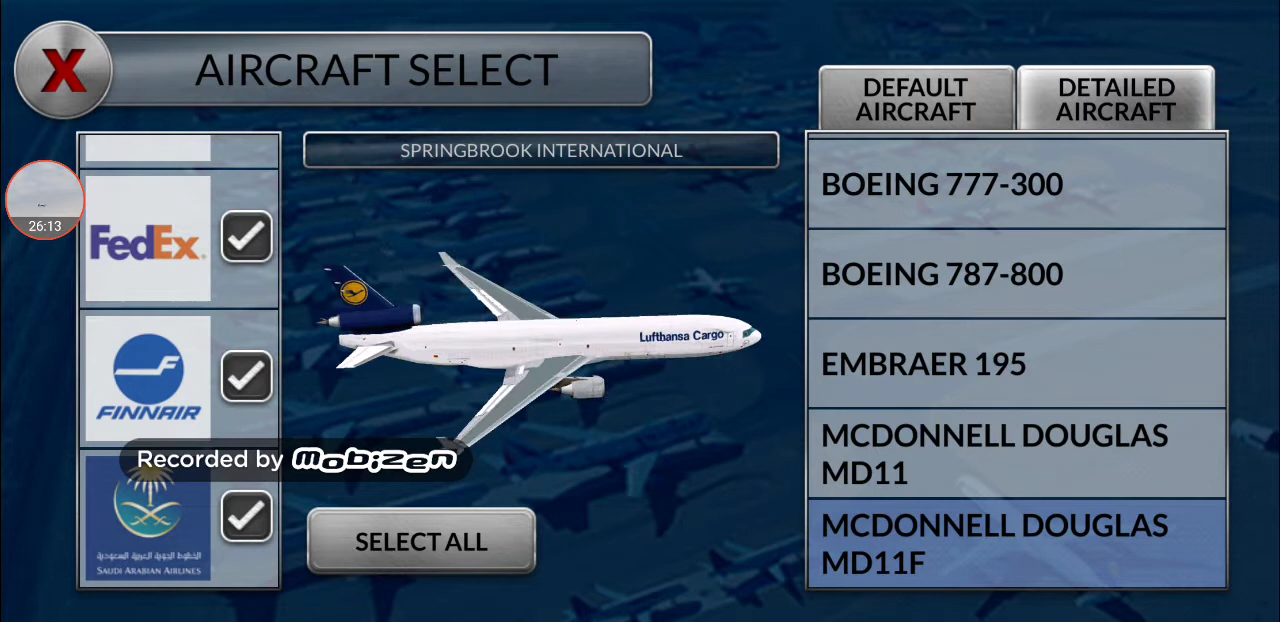 X
AIRCRAFT SELECT
DEFAULT
AIRCRAFT
DETAILED
AIRCRAFT
SPRINGBROOK INTERNATIONAL
26:13
FedEx.
FINNAIR
Recorded by mobizen
الخطوط الجوية العربية السعودية
SAUDI ARABIAN AIRLINES
Lufthansa Cargo
SELECT ALL
BOEING 777-300
BOEING 787-800
EMBRAER 195
MCDONNELL DOUGLAS
MD11
MCDONNELL DOUGLAS
MD11F